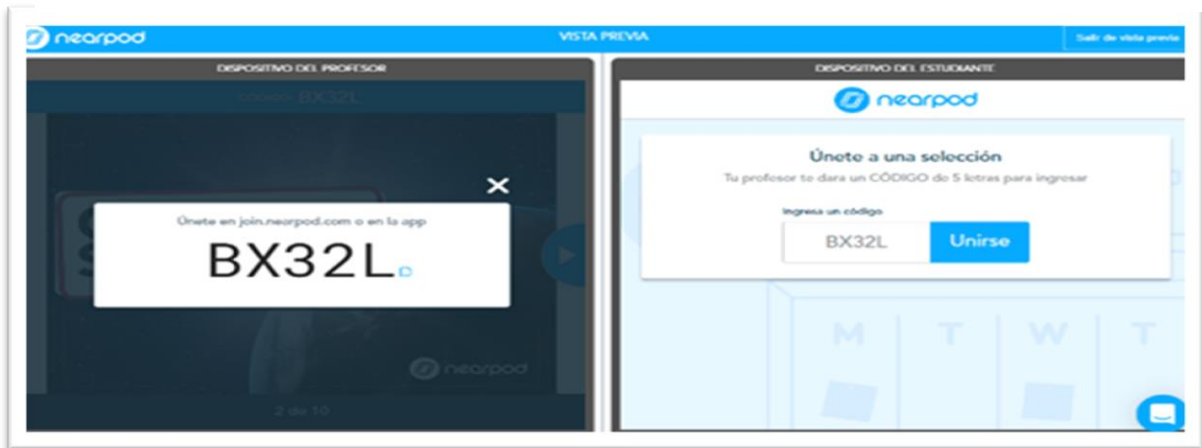 nearpod
VISTA PREVIA
Salir de vista previa
DISPOSITIVO DEL PROFESOR
BX32L
Únete en join.nearpod.com o en la app
BX32L
nearpod
2 de 10
DISPOSITIVO DEL ESTUDIANTE
nearpod
Únete a una selección
Tu profesor te dara un CÓDIGO de 5 letras para ingresar
Ingresa un código
BX32L
Unirse
M T W T